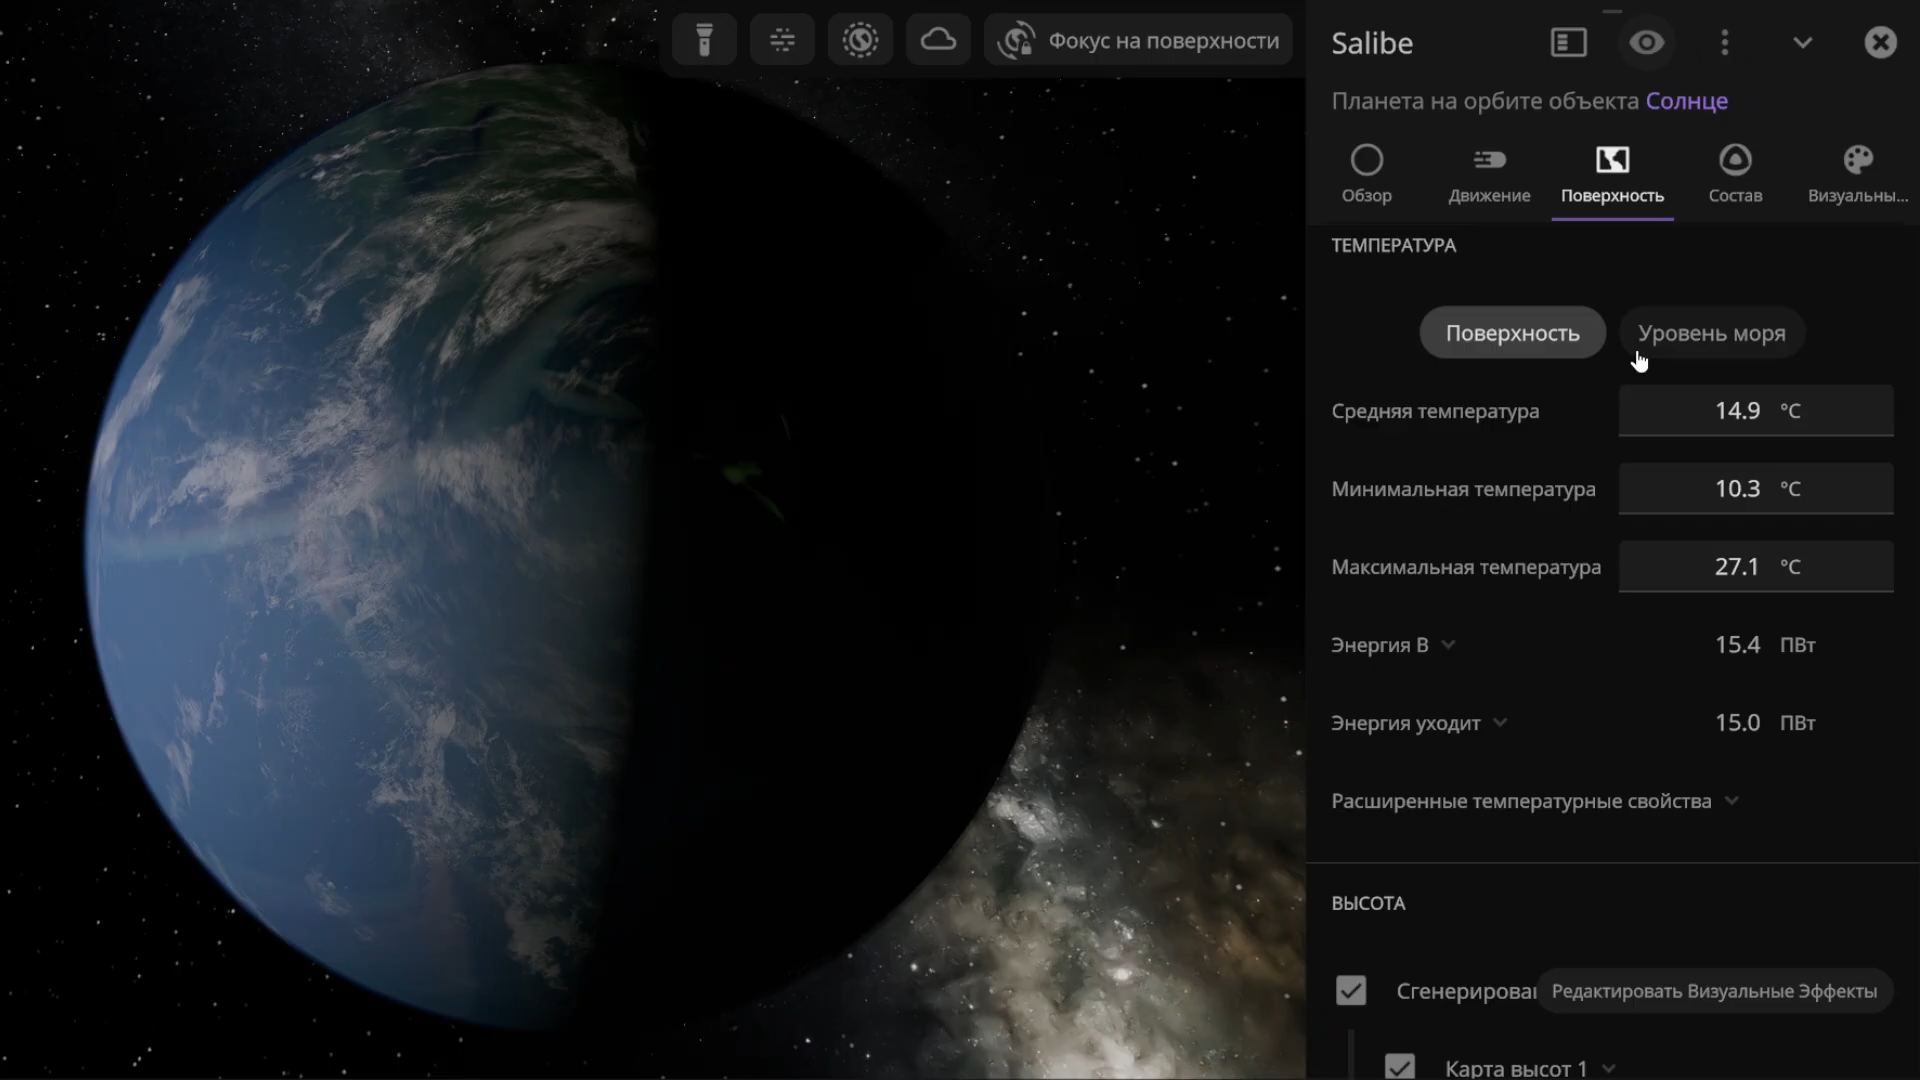 Фокус на поверхности
Salibe
Планета на орбите объекта Солнце
Обзор
Движение
Поверхность
Состав
Визуальны...
ТЕМПЕРАТУРА
Поверхность
Уровень моря
Средняя температура 14.9 °C
Минимальная температура 10.3 °C
Максимальная температура 27.1 °C
Энергия В 15.4 ПВт
Энергия уходит 15.0 ПВт
Расширенные температурные свойства
ВЫСОТА
Сгенерирова
Редактировать Визуальные Эффекты
Карта высот 1